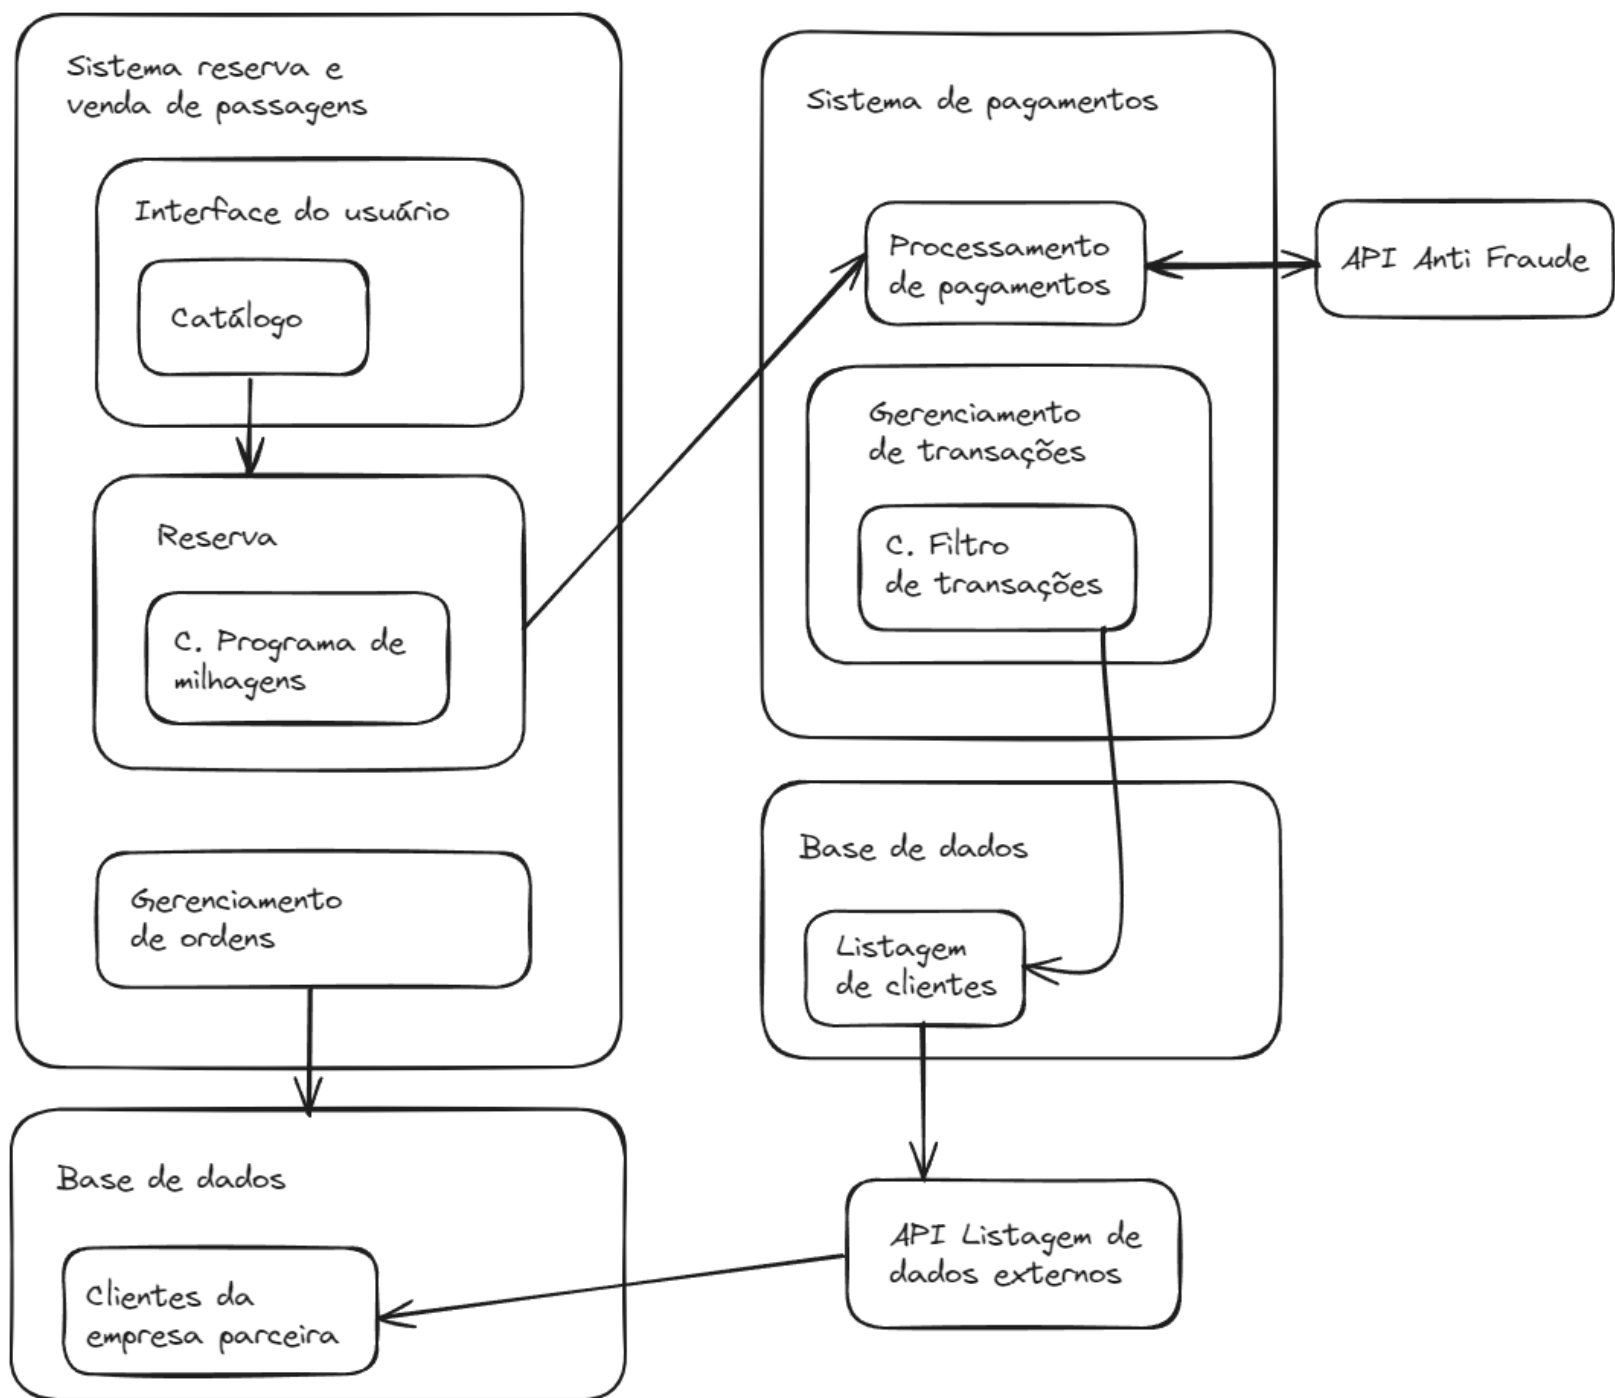 Sistema reserva e
venda de passagens
Interface do usuário
Catálogo
Reserva
C. Programa de
milhagens
Gerenciamento
de ordens
Base de dados
Clientes da
empresa parceira
Sistema de pagamentos
Processamento
de pagamentos
API Anti Fraude
Gerenciamento
de transações
C. Filtro
de transações
Base de dados
Listagem
de clientes
API Listagem de
dados externos